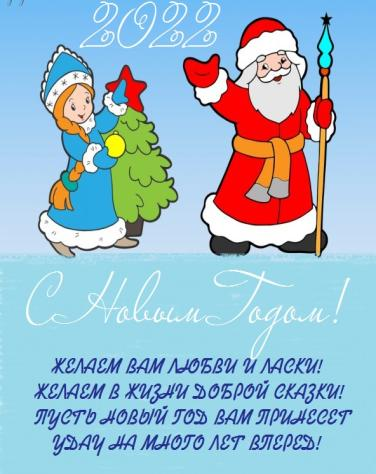 2022
С Новым Годом!
ЖЕЛАЕМ ВАМ ЛЮБВИ И ЛАСКИ!
ЖЕЛАЕМ В ЖИЗНИ ДОБРОЙ СКАЗКИ!
ПУСТЬ НОВЫЙ ГОД ВАМ ПРИНЕСЕТ
УДАЧ НА МНОГО ЛЕТ ВПЕРЕД!